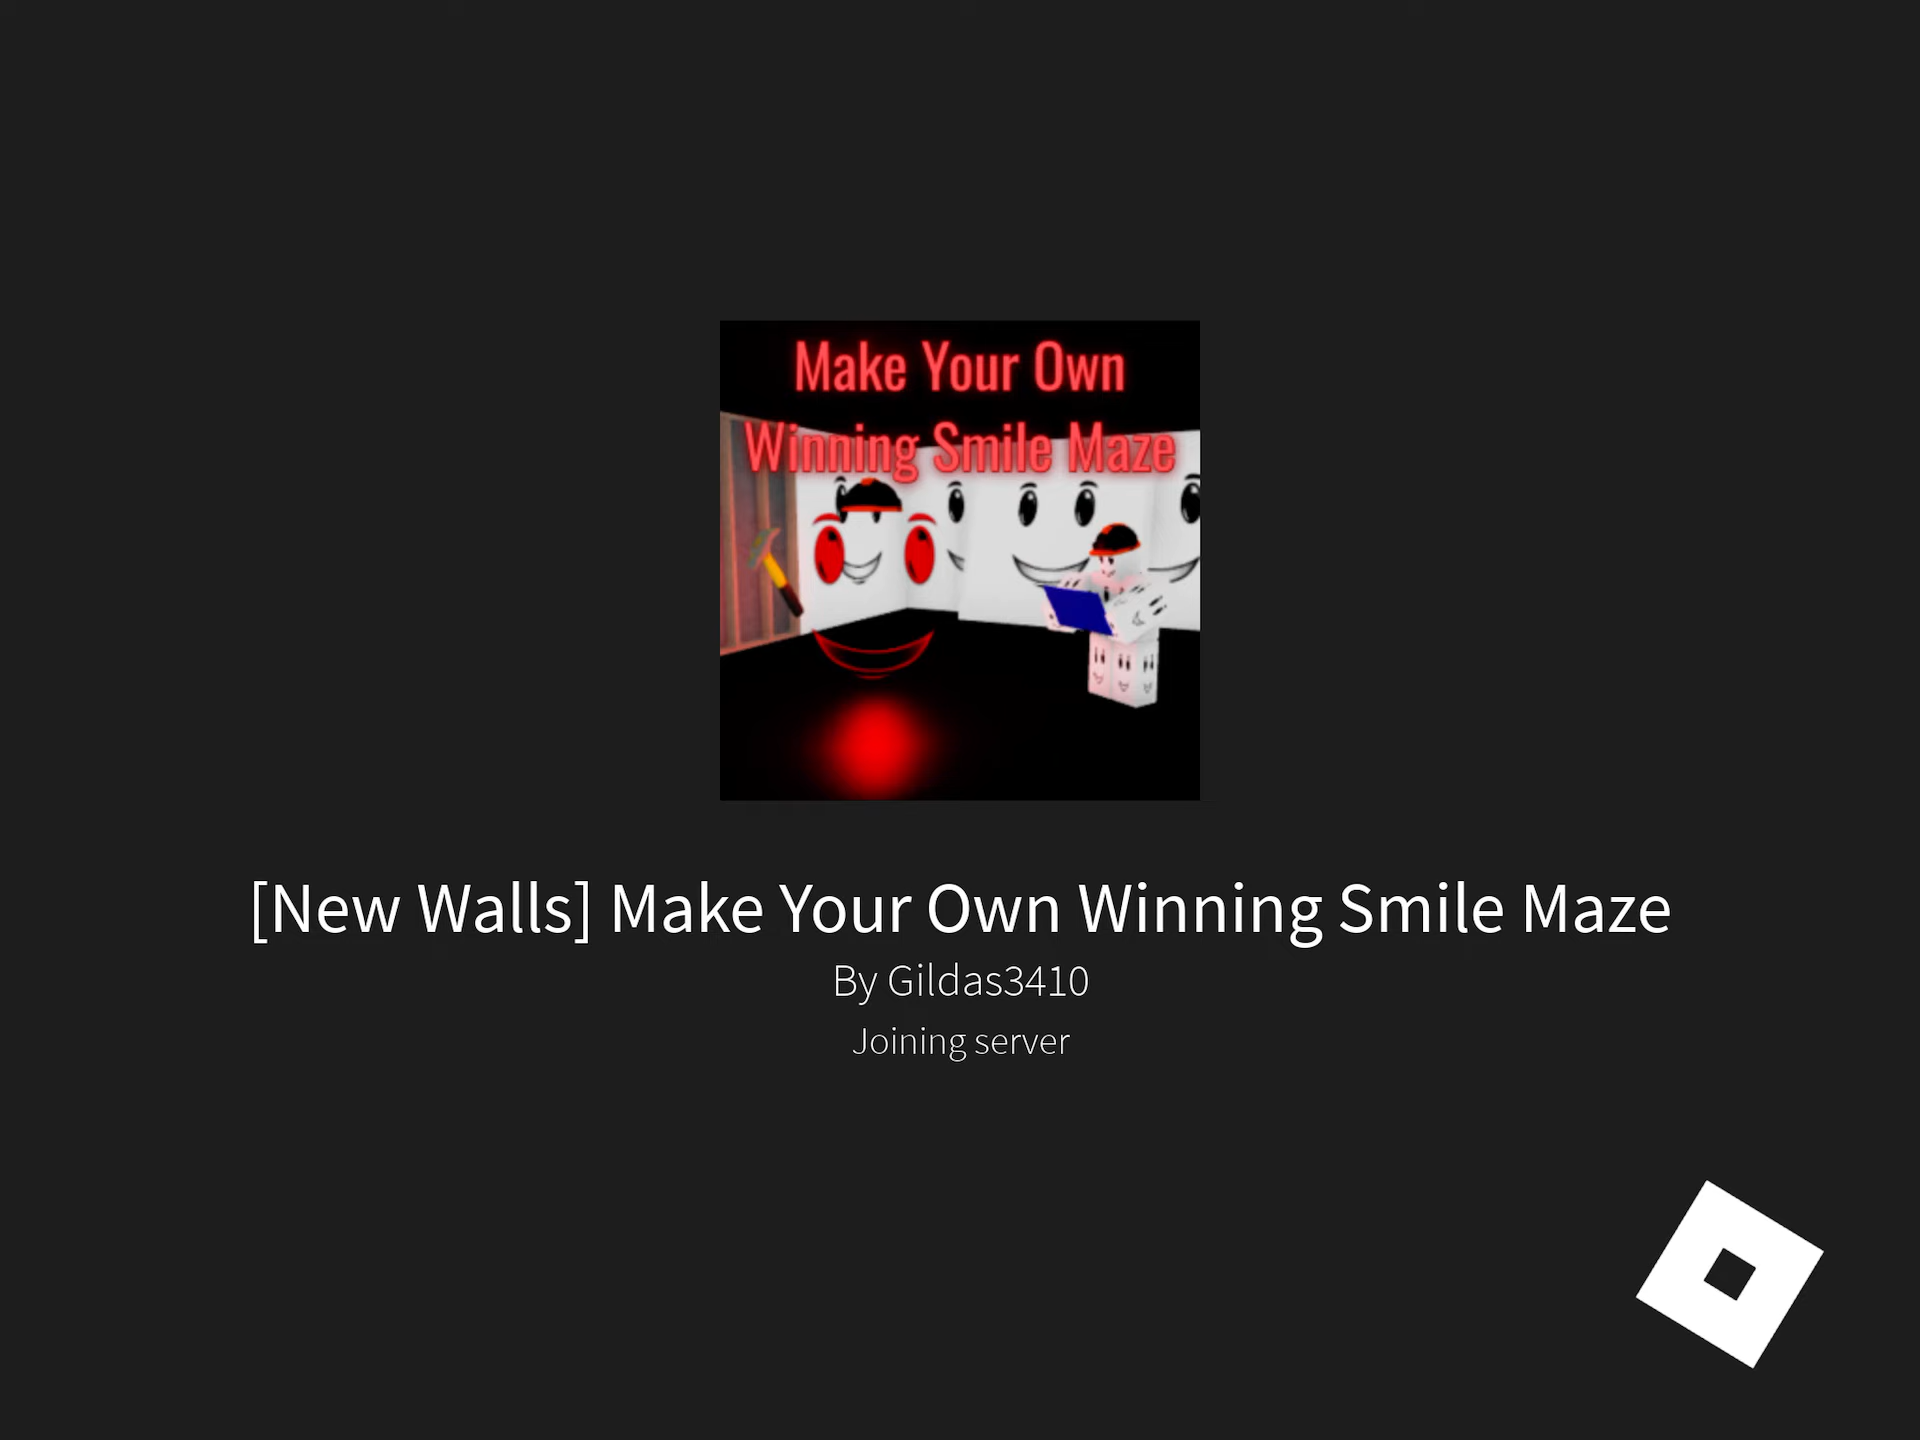 Make Your Own
Winning Smile Maze
[New Walls] Make Your Own Winning Smile Maze
By Gildas3410
Joining server